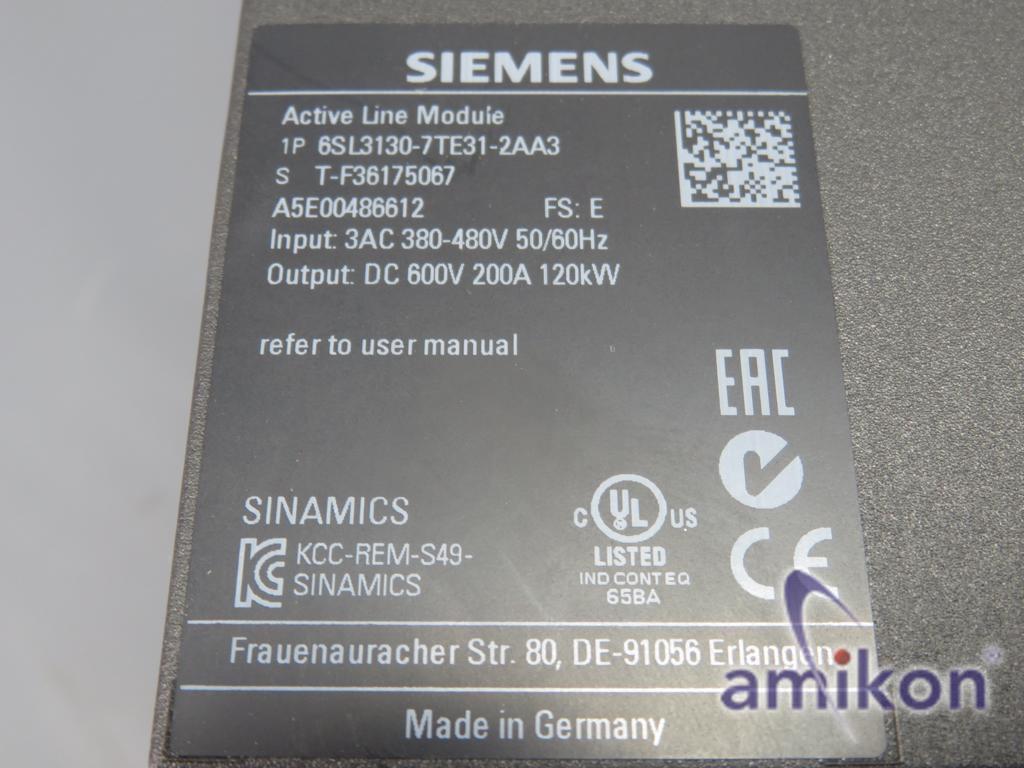 SIEMENS
Active Line Module
1P 6SL3130-7TE31-2AA3
S T-F36175067
A5E00486612 FS: E
Input: 3AC 380-480V 50/60Hz
Output: DC 600V 200A 120kW
refer to user manual
EAC
SINAMICS
C UL US
LISTED
IND CONT EQ
65BA
CE
KCC-REM-S49-
SINAMICS
Frauenauracher Str. 80, DE-91056 Erlangen
amikon
Made in Germany